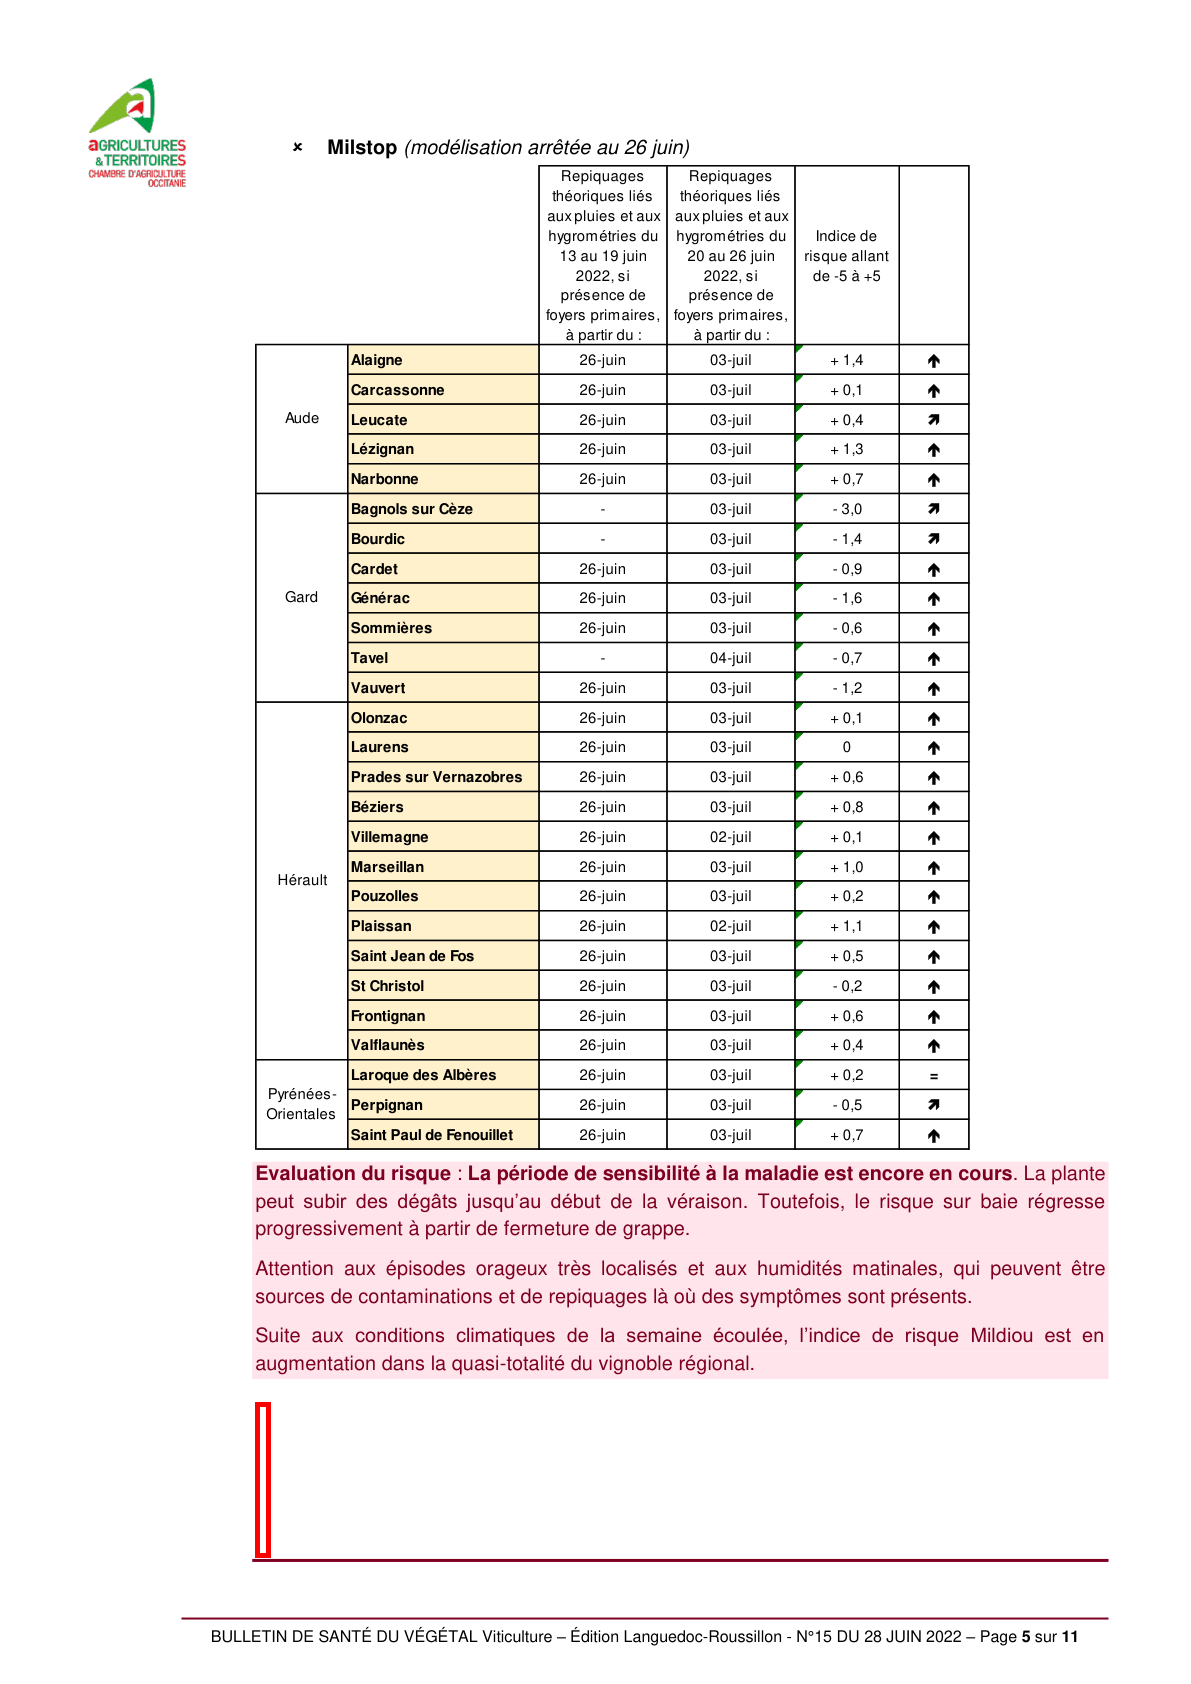 aGRICULTURES
& TERRITOIRES
CHAMBRE D'AGRICULTURE
OCCITANIE
× Milstop (modélisation arrêtée au 26 juin)
Repiquages théoriques liés aux pluies et aux hygrométries du 13 au 19 juin 2022, si présence de foyers primaires, à partir du :
Repiquages théoriques liés aux pluies et aux hygrométries du 20 au 26 juin 2022, si présence de foyers primaires, à partir du :
Indice de risque allant de -5 à +5
Aude
Alaigne 26-juin 03-juil + 1,4 🡹
Carcassonne 26-juin 03-juil + 0,1 🡹
Leucate 26-juin 03-juil + 0,4 🡽
Lézignan 26-juin 03-juil + 1,3 🡹
Narbonne 26-juin 03-juil + 0,7 🡹
Gard
Bagnols sur Cèze - 03-juil - 3,0 🡽
Bourdic - 03-juil - 1,4 🡽
Cardet 26-juin 03-juil - 0,9 🡹
Générac 26-juin 03-juil - 1,6 🡹
Sommières 26-juin 03-juil - 0,6 🡹
Tavel - 04-juil - 0,7 🡹
Vauvert 26-juin 03-juil - 1,2 🡹
Hérault
Olonzac 26-juin 03-juil + 0,1 🡹
Laurens 26-juin 03-juil 0 🡹
Prades sur Vernazobres 26-juin 03-juil + 0,6 🡹
Béziers 26-juin 03-juil + 0,8 🡹
Villemagne 26-juin 02-juil + 0,1 🡹
Marseillan 26-juin 03-juil + 1,0 🡹
Pouzolles 26-juin 03-juil + 0,2 🡹
Plaissan 26-juin 02-juil + 1,1 🡹
Saint Jean de Fos 26-juin 03-juil + 0,5 🡹
St Christol 26-juin 03-juil - 0,2 🡹
Frontignan 26-juin 03-juil + 0,6 🡹
Valflaunès 26-juin 03-juil + 0,4 🡹
Pyrénées-Orientales
Laroque des Albères 26-juin 03-juil + 0,2 =
Perpignan 26-juin 03-juil - 0,5 🡽
Saint Paul de Fenouillet 26-juin 03-juil + 0,7 🡹
Evaluation du risque : La période de sensibilité à la maladie est encore en cours. La plante
peut subir des dégâts jusqu'au début de la véraison. Toutefois, le risque sur baie régresse
progressivement à partir de fermeture de grappe.
Attention aux épisodes orageux très localisés et aux humidités matinales, qui peuvent être
sources de contaminations et de repiquages là où des symptômes sont présents.
Suite aux conditions climatiques de la semaine écoulée, l'indice de risque Mildiou est en
augmentation dans la quasi-totalité du vignoble régional.
BULLETIN DE SANTÉ DU VÉGÉTAL Viticulture – Édition Languedoc-Roussillon - N°15 DU 28 JUIN 2022 – Page 5 sur 11